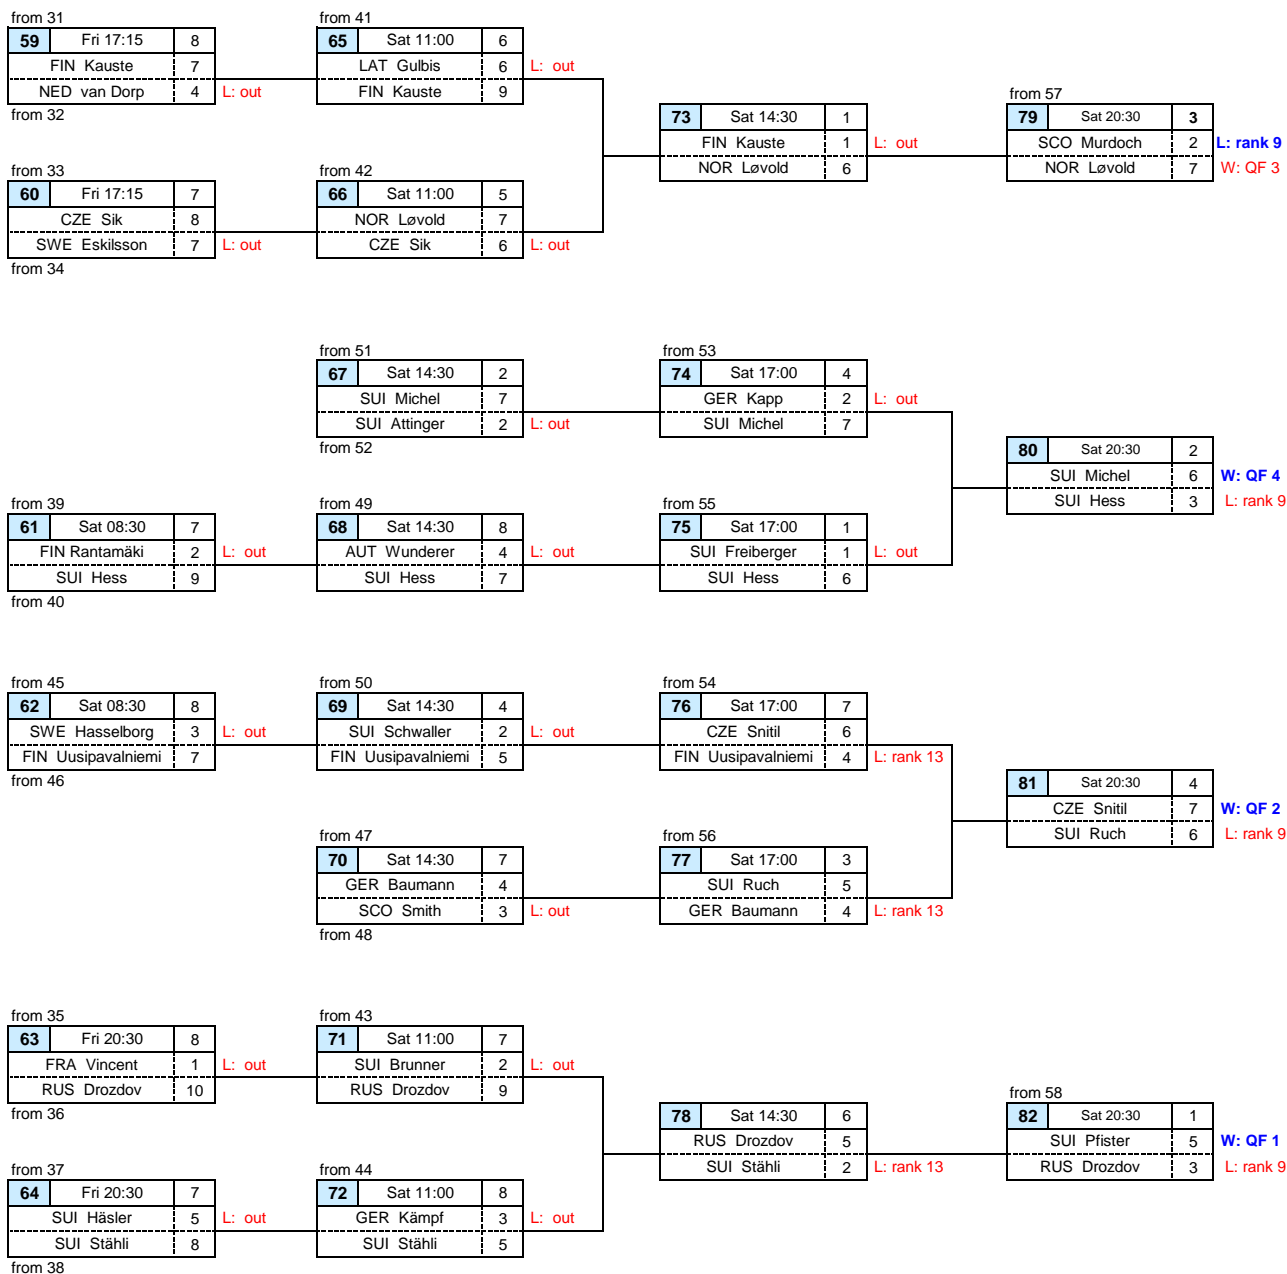 from 31 from 41
59 Fri 17:15 8 65 Sat 11:00 6
FIN Kauste 7 LAT Gulbis 6 L: out
NED van Dorp 4 L: out FIN Kauste 9 from 57
from 32 73 Sat 14:30 1 79 Sat 20:30 3
FIN Kauste 1 L: out SCO Murdoch 2 L: rank 9
from 33 from 42 NOR Løvold 6 NOR Løvold 7 W: QF 3
60 Fri 17:15 7 66 Sat 11:00 5
CZE Sik 8 NOR Løvold 7
SWE Eskilsson 7 L: out CZE Sik 6 L: out
from 34
from 51 from 53
67 Sat 14:30 2 74 Sat 17:00 4
SUI Michel 7 GER Kapp 2 L: out
SUI Attinger 2 L: out SUI Michel 7
from 52 80 Sat 20:30 2
SUI Michel 6 W: QF 4
from 39 from 49 from 55 SUI Hess 3 L: rank 9
61 Sat 08:30 7 68 Sat 14:30 8 75 Sat 17:00 1
FIN Rantamäki 2 L: out AUT Wunderer 4 L: out SUI Freiberger 1 L: out
SUI Hess 9 SUI Hess 7 SUI Hess 6
from 40
from 45 from 50 from 54
62 Sat 08:30 8 69 Sat 14:30 4 76 Sat 17:00 7
SWE Hasselborg 3 L: out SUI Schwaller 2 L: out CZE Snitil 6
FIN Uusipavalniemi 7 FIN Uusipavalniemi 5 FIN Uusipavalniemi 4 L: rank 13
from 46 81 Sat 20:30 4
CZE Snitil 7 W: QF 2
from 47 from 56 SUI Ruch 6 L: rank 9
70 Sat 14:30 7 77 Sat 17:00 3
GER Baumann 4 SUI Ruch 5
SCO Smith 3 L: out GER Baumann 4 L: rank 13
from 48
from 35 from 43
63 Fri 20:30 8 71 Sat 11:00 7
FRA Vincent 1 L: out SUI Brunner 2 L: out
RUS Drozdov 10 RUS Drozdov 9 from 58
from 36 78 Sat 14:30 6 82 Sat 20:30 1
RUS Drozdov 5 SUI Pfister 5 W: QF 1
from 37 from 44 SUI Stähli 2 L: rank 13 RUS Drozdov 3 L: rank 9
64 Fri 20:30 7 72 Sat 11:00 8
SUI Häsler 5 L: out GER Kämpf 3 L: out
SUI Stähli 8 SUI Stähli 5
from 38